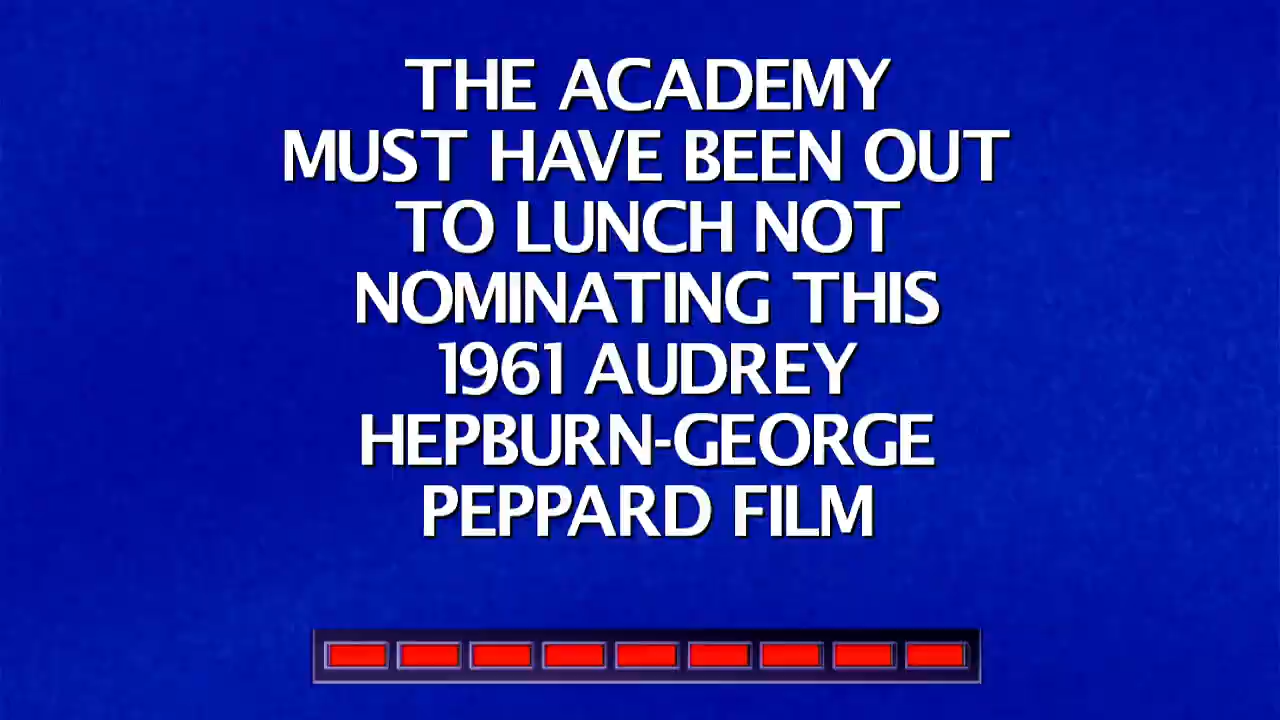 THE ACADEMY
MUST HAVE BEEN OUT
TO LUNCH NOT
NOMINATING THIS
1961 AUDREY
HEPBURN-GEORGE
PEPPARD FILM